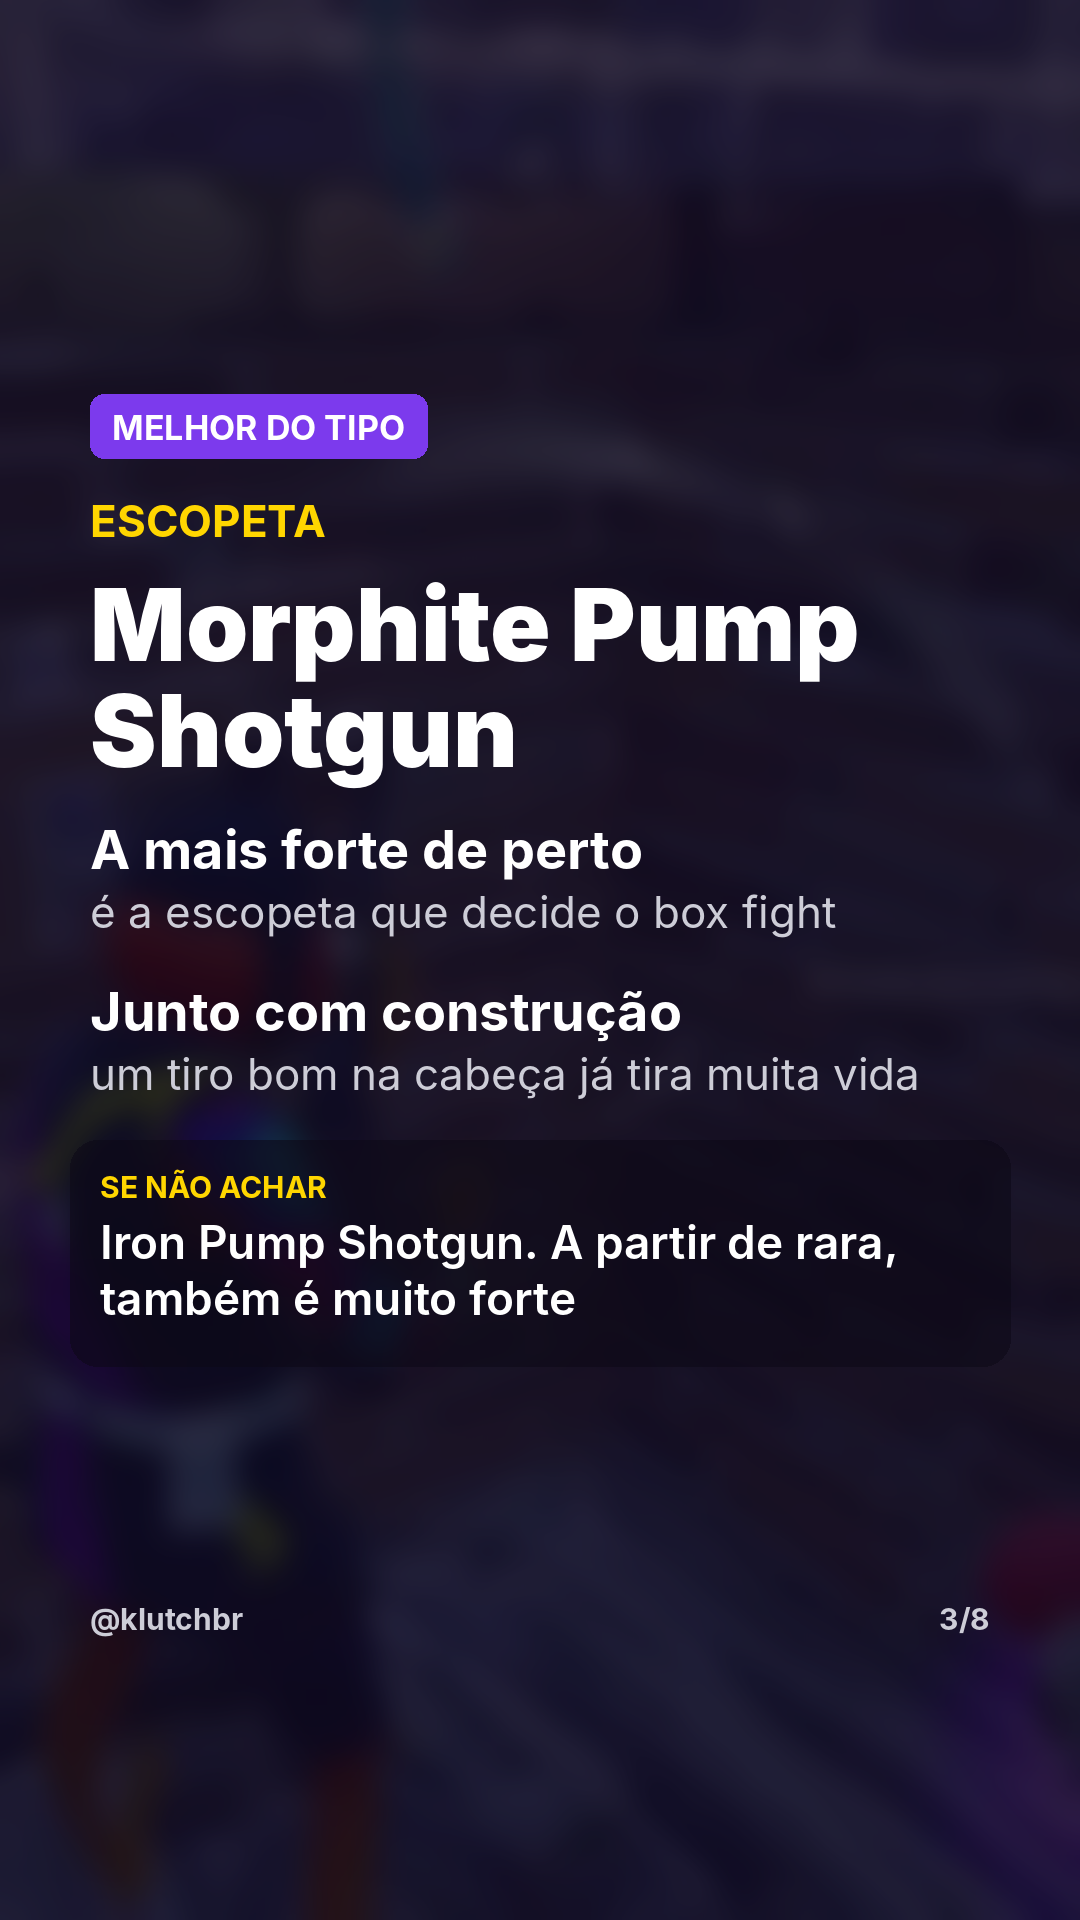 MELHOR DO TIPO
ESCOPETA
Morphite Pump
Shotgun
A mais forte de perto
é a escopeta que decide o box fight
Junto com construção
um tiro bom na cabeça já tira muita vida
SE NÃO ACHAR
Iron Pump Shotgun. A partir de rara,
também é muito forte
@klutchbr
3/8